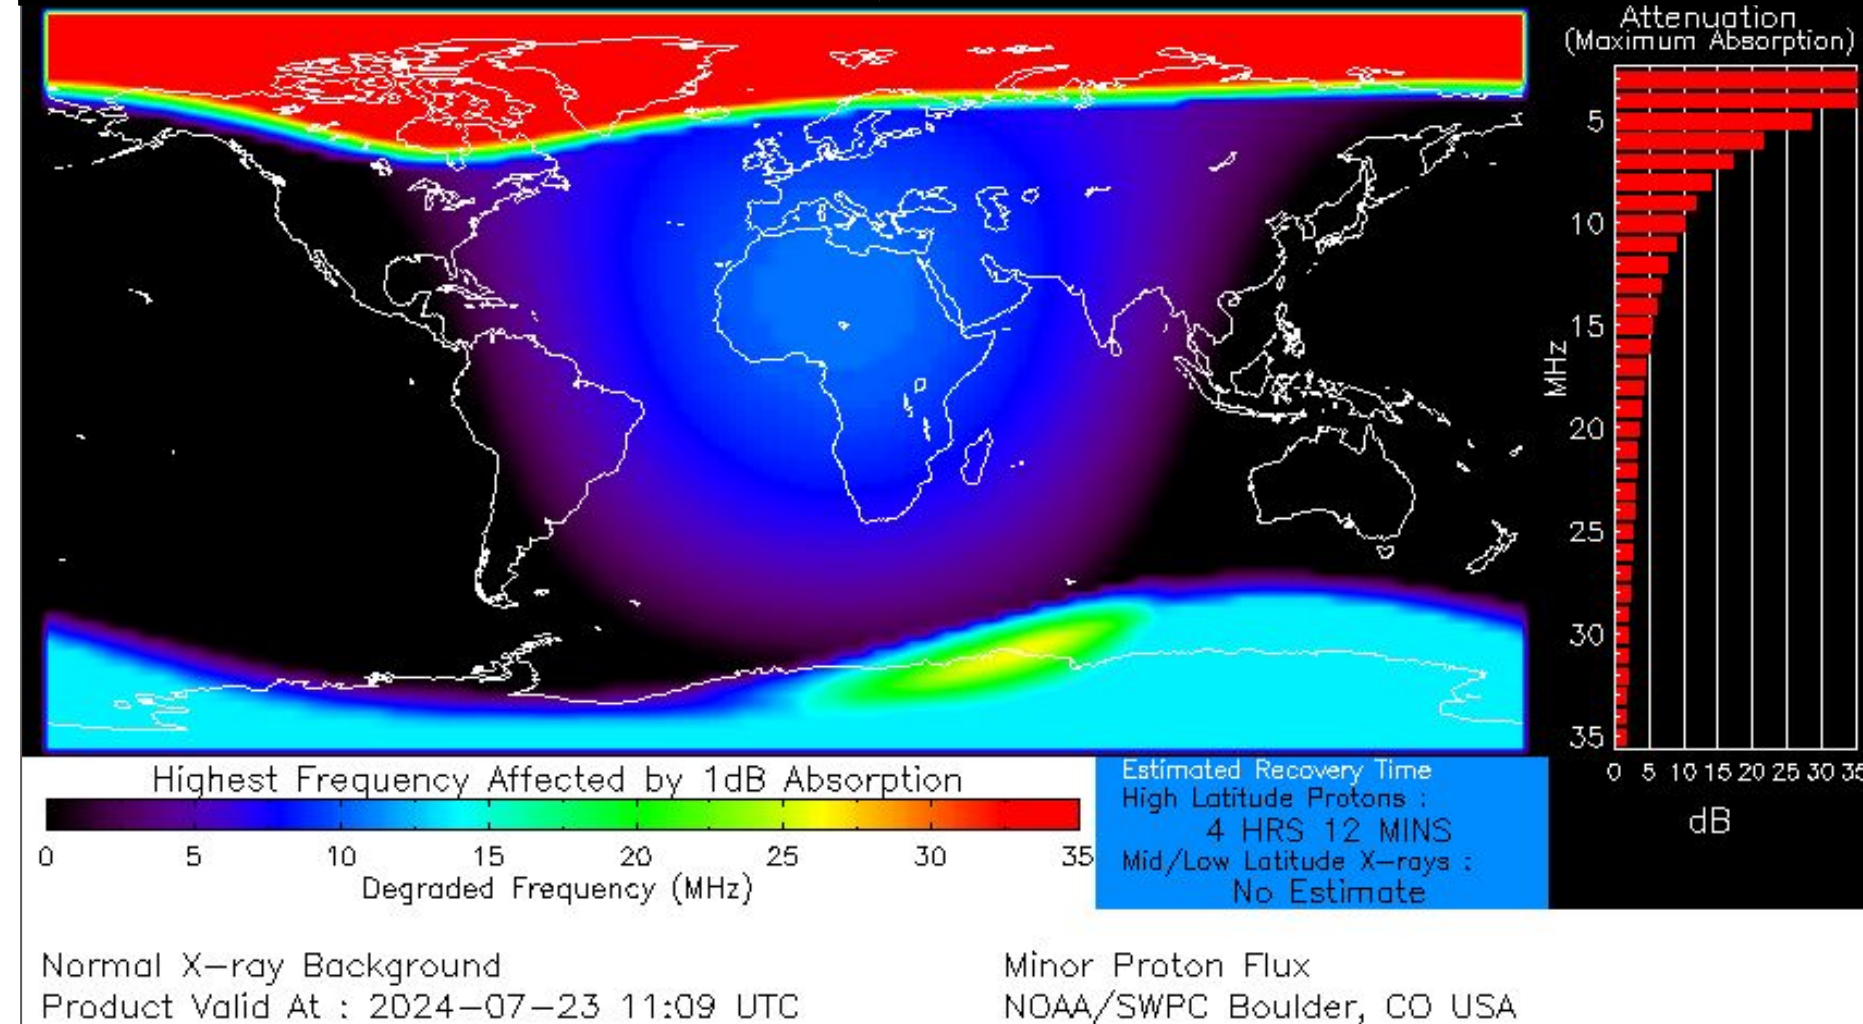 Attenuation
(Maximum Absorption)
5
10
15
20
25
30
35
MHz
0 5 10 15 20 25 30 35
dB
Highest Frequency Affected by 1dB Absorption
0 5 10 15 20 25 30 35
Degraded Frequency (MHz)
Estimated Recovery Time
High Latitude Protons :
4 HRS 12 MINS
Mid/Low Latitude X-rays :
No Estimate
Normal X-ray Background
Minor Proton Flux
Product Valid At : 2024-07-23 11:09 UTC
NOAA/SWPC Boulder, CO USA